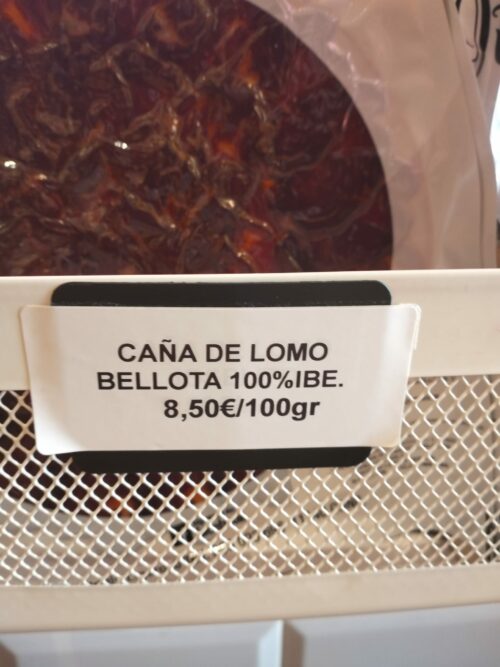 CAÑA DE LOMO
BELLOTA 100%IBE.
8,50€/100gr